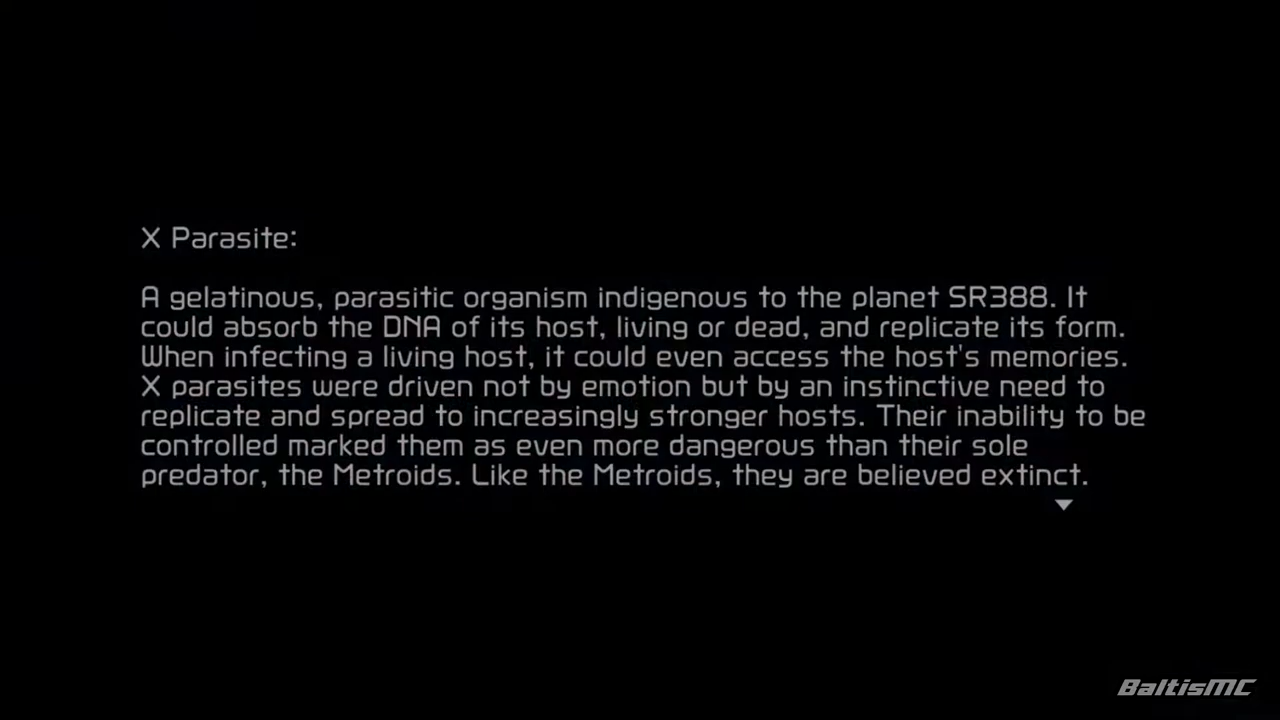 X Parasite:
A gelatinous, parasitic organism indigenous to the planet SR388. It
could absorb the DNA of its host, living or dead, and replicate its form.
When infecting a living host, it could even access the host's memories.
X parasites were driven not by emotion but by an instinctive need to
replicate and spread to increasingly stronger hosts. Their inability to be
controlled marked them as even more dangerous than their sole
predator, the Metroids. Like the Metroids, they are believed extinct.
BaltisMC